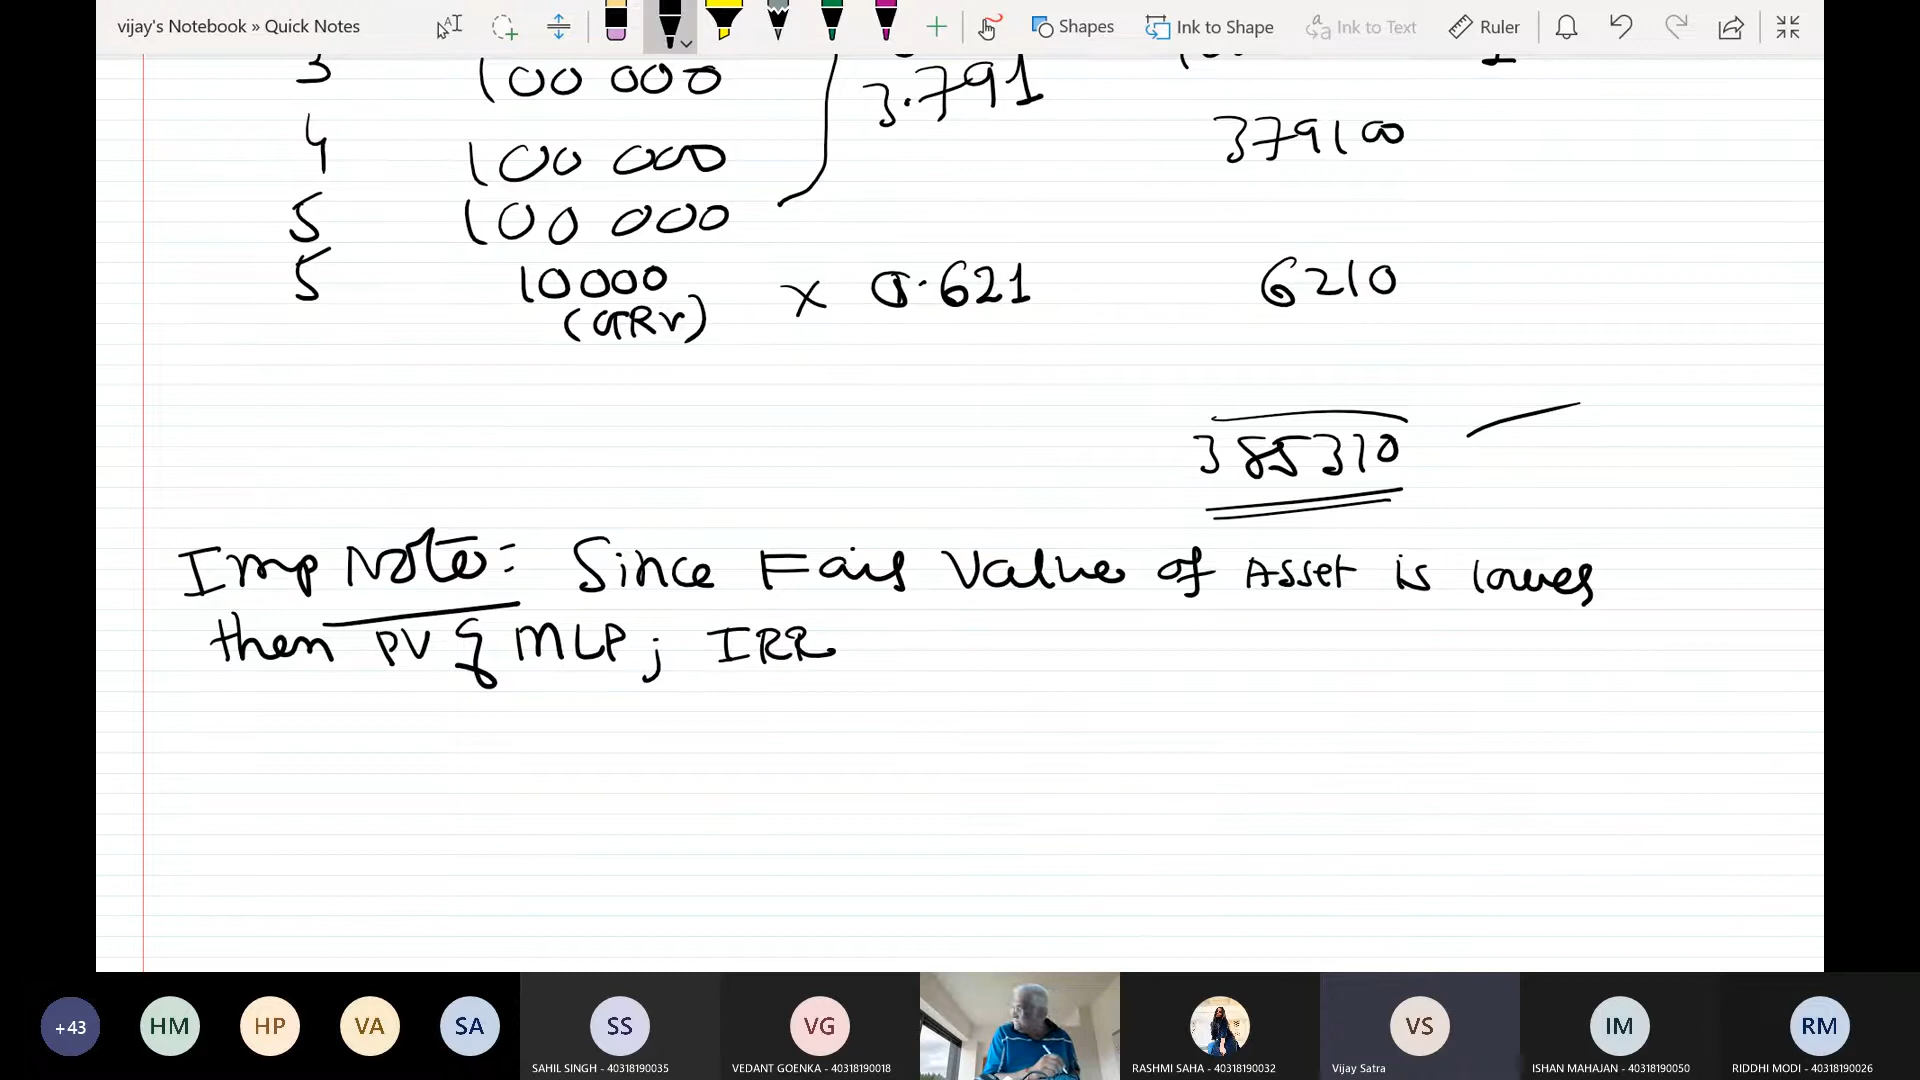 vijay's Notebook » Quick Notes
Shapes
Ink to Shape
Ink to Text
Ruler
3 100 000 3.791
379100
4 100 000
5 100 000
5 10000 x 0.621 6210
(GRV)
385310
Imp Note: Since Fair Value of Asset is lower
then PV of MLP; IRR
+43
HM
HP
VA
SA
SS
VG
VS
IM
RM
SAHIL SINGH - 40318190035
VEDANT GOENKA - 40318190018
RASHMI SAHA - 40318190032
Vijay Satra
ISHAN MAHAJAN - 40318190050
RIDDHI MODI - 40318190026